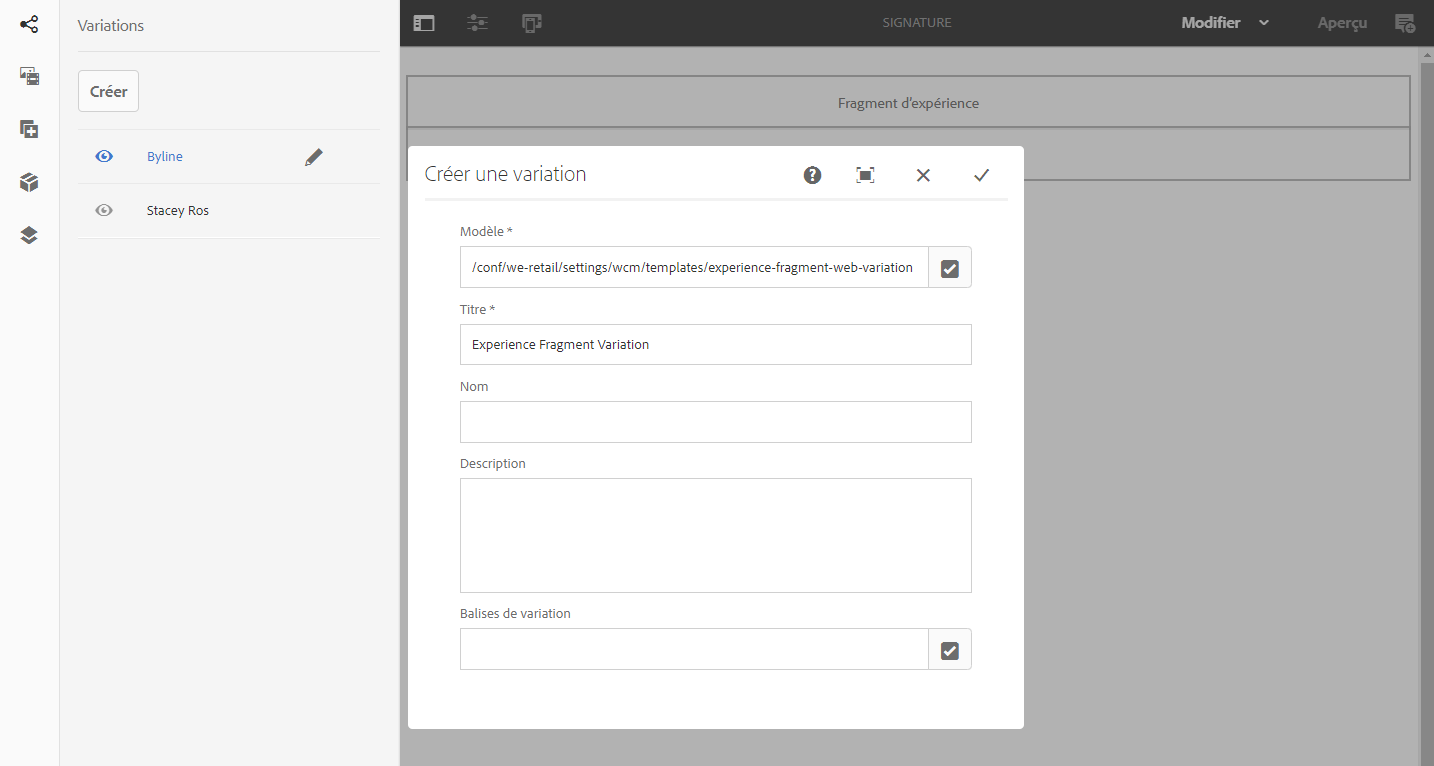 Variations
SIGNATURE
Modifier
Aperçu
Créer
Fragment d'expérience
Byline
Stacey Ros
Créer une variation
Modèle *
/conf/we-retail/settings/wcm/templates/experience-fragment-web-variation
Titre *
Experience Fragment Variation
Nom
Description
Balises de variation